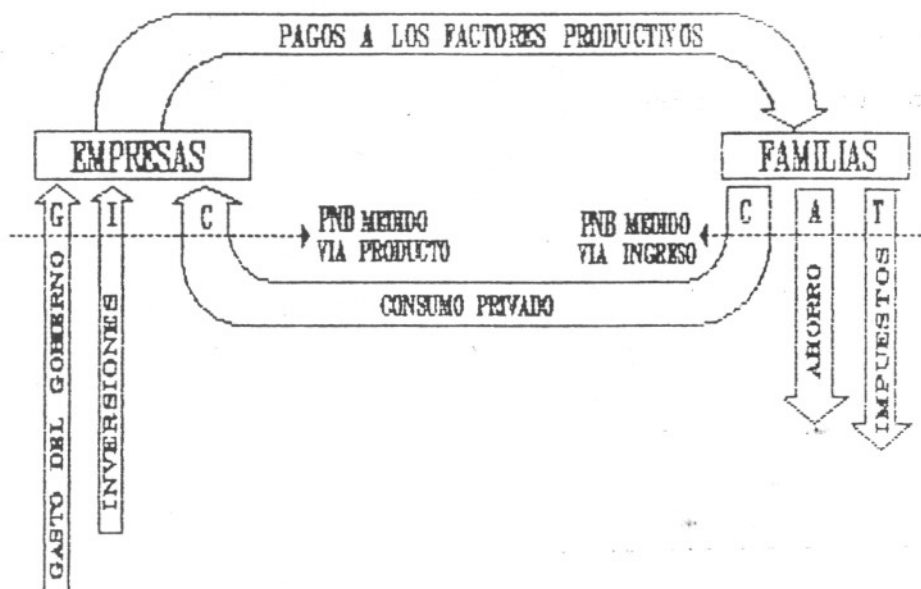 PAGOS A LOS FACTORES PRODUCTIVOS
EMPRESAS
FAMILIAS
G
I
C
PNB MEDIDO
VIA PRODUCTO
PNB MEDIDO
VIA INGRESO
C
A
T
CONSUMO PRIVADO
GASTO DEL GOBIERNO
INVERSIONES
AHORRO
IMPUESTOS